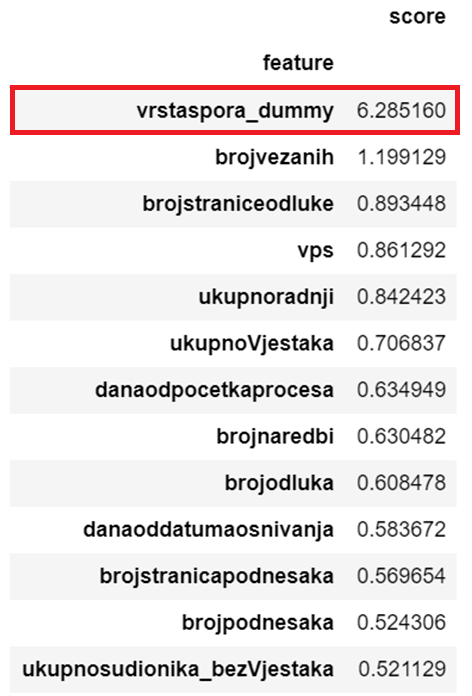 score
feature
vrstaspora_dummy 6.285160
brojvezanih 1.199129
brojstraniceodluke 0.893448
vps 0.861292
ukupnoradnji 0.842423
ukupnoVjestaka 0.706837
danaodpocetkaprocesa 0.634949
brojnaredbi 0.630482
brojodluka 0.608478
danaoddatumaosnivanja 0.583672
brojstranicapodnesaka 0.569654
brojpodnesaka 0.524306
ukupnosudionika_bezVjestaka 0.521129